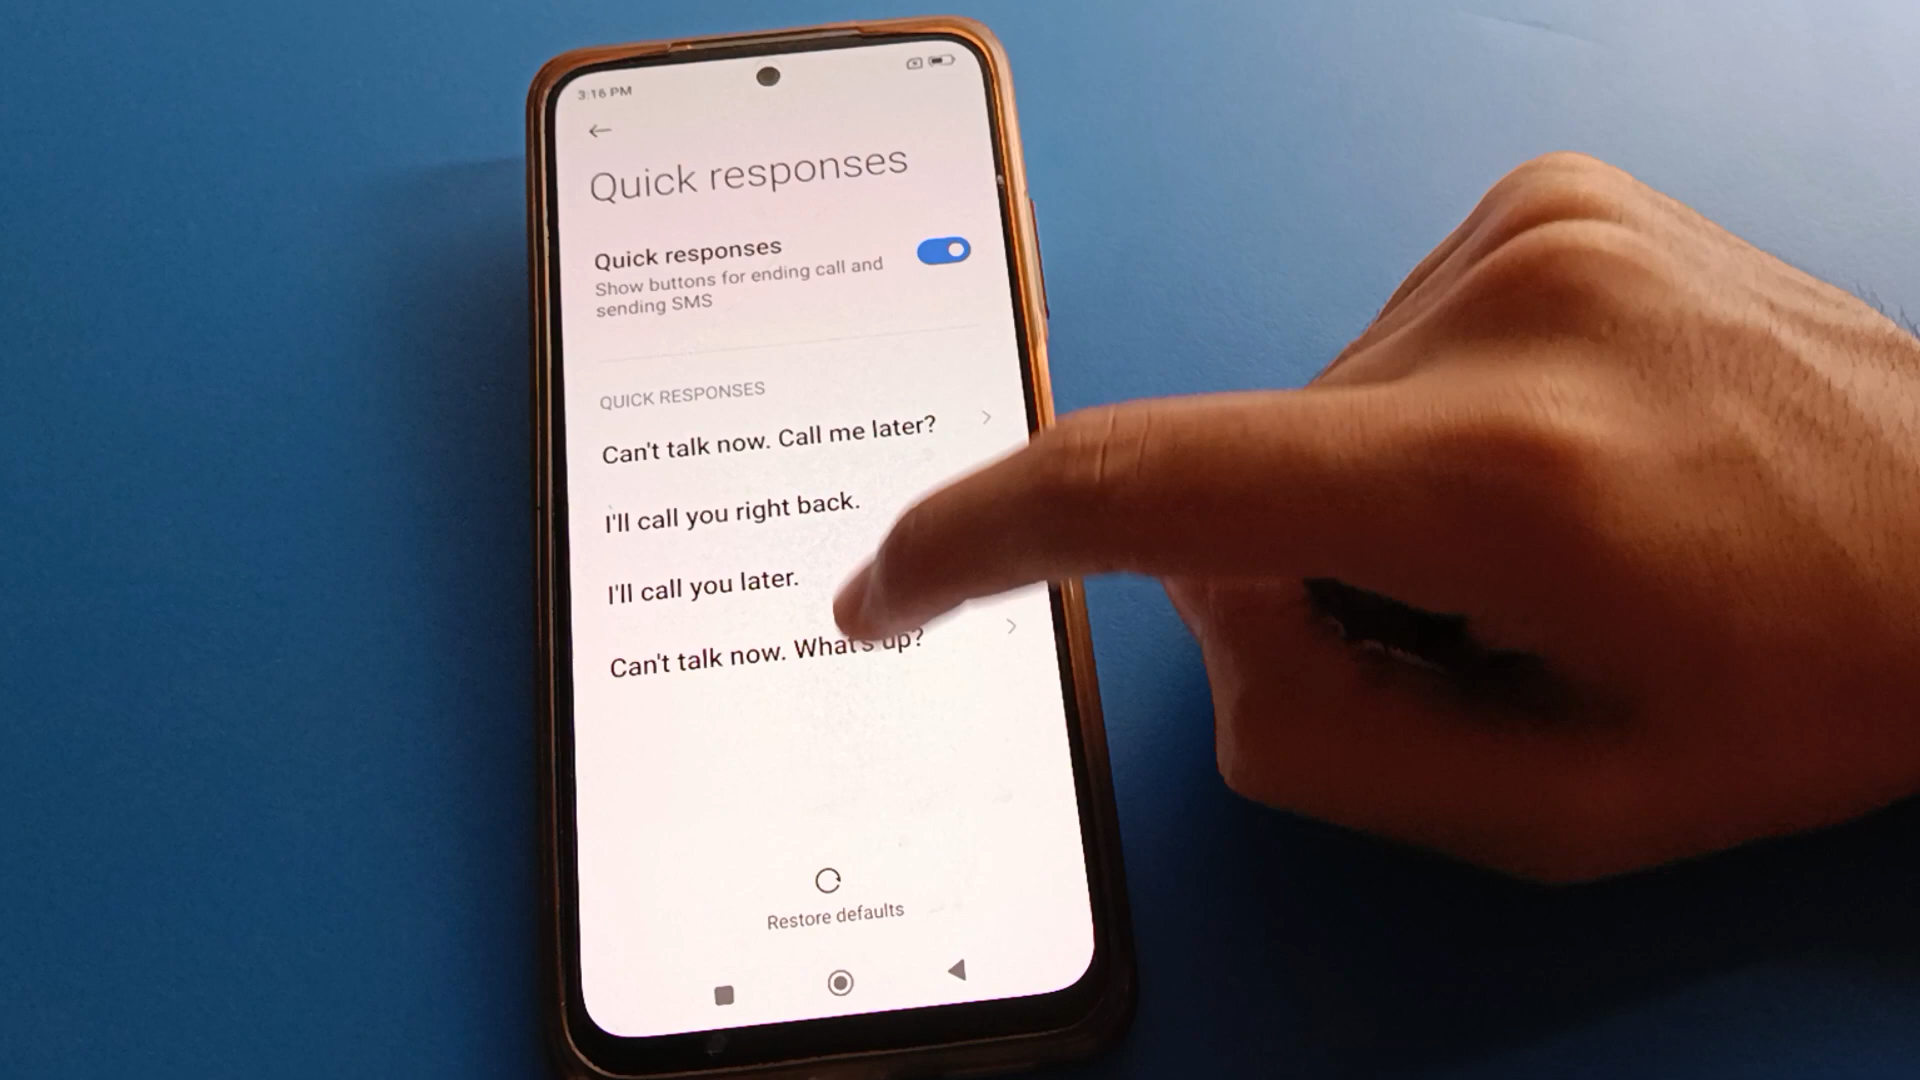 3:16 PM
Quick responses
Quick responses
Show buttons for ending call and
sending SMS
QUICK RESPONSES
Can't talk now. Call me later?
I'll call you right back.
I'll call you later.
Can't talk now. What's up?
Restore defaults